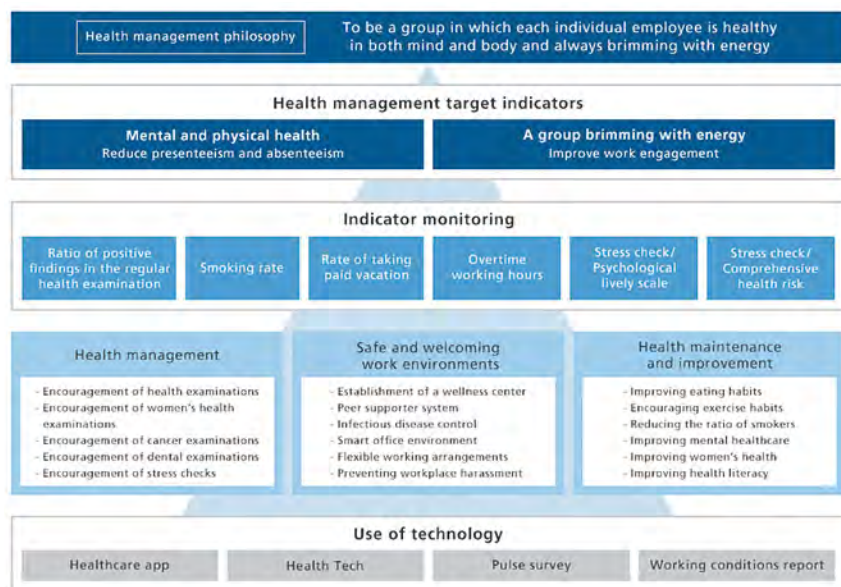 Health management philosophy
To be a group in which each individual employee is healthy
in both mind and body and always brimming with energy
Health management target indicators
Mental and physical health
Reduce presenteeism and absenteeism
A group brimming with energy
Improve work engagement
Indicator monitoring
Ratio of positive
findings in the regular
health examination
Smoking rate
Rate of taking
paid vacation
Overtime
working hours
Stress check/
Psychological
lively scale
Stress check/
Comprehensive
health risk
Health management
- Encouragement of health examinations
- Encouragement of women's health
examinations
- Encouragement of cancer examinations
- Encouragement of dental examinations
- Encouragement of stress checks
Safe and welcoming
work environments
- Establishment of a wellness center
- Peer supporter system
- Infectious disease control
- Smart office environment
- Flexible working arrangements
- Preventing workplace harassment
Health maintenance
and improvement
- Improving eating habits
- Encouraging exercise habits
- Reducing the ratio of smokers
- Improving mental healthcare
- Improving women's health
- Improving health literacy
Use of technology
Healthcare app
Health Tech
Pulse survey
Working conditions report